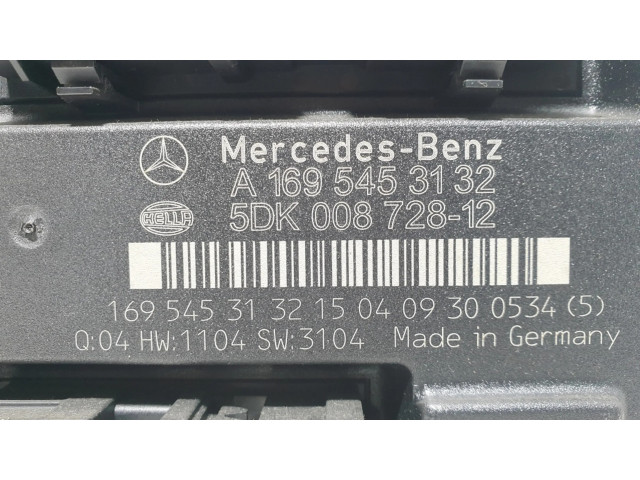 Mercedes-Benz
A 169 545 31 32
HELLA
5DK 008 728-12
169 545 31 32 15 04 09 30 0534 (5)
Q:04 HW:1104 SW:3104 Made in Germany